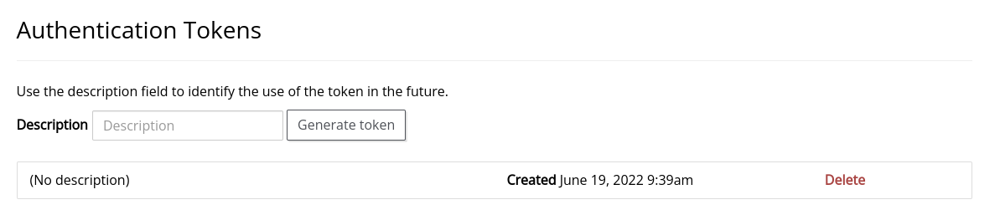 Authentication Tokens
Use the description field to identify the use of the token in the future.
Description Description Generate token
(No description) Created June 19, 2022 9:39am Delete